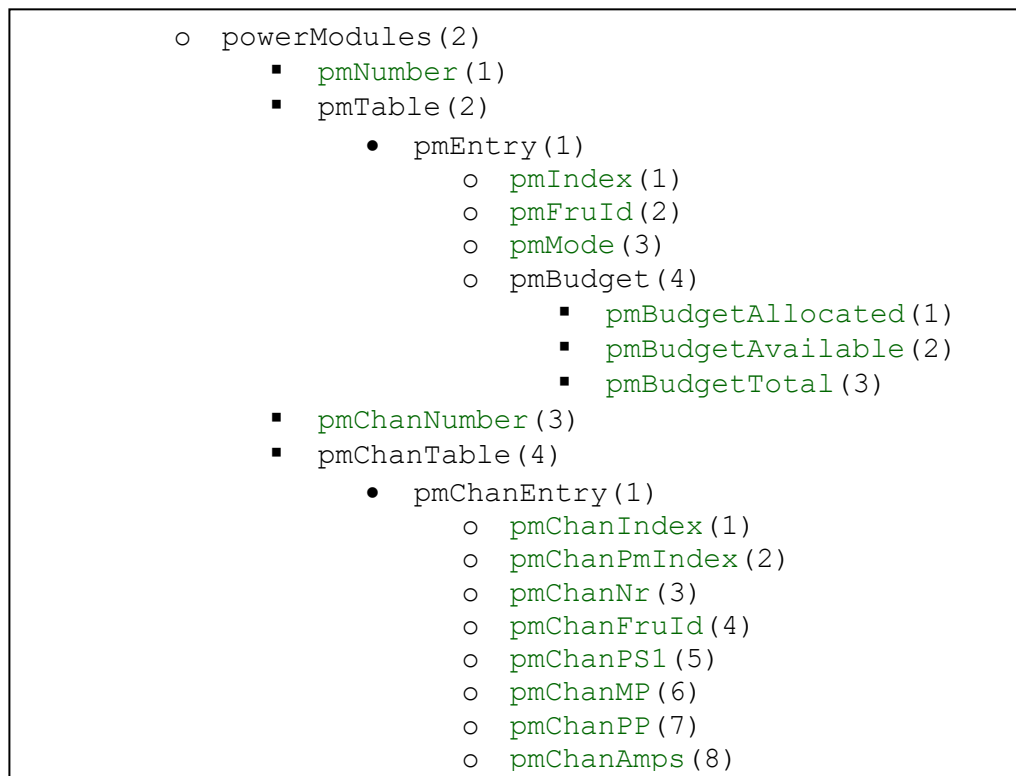 o powerModules(2)
▪ pmNumber(1)
▪ pmTable(2)
• pmEntry(1)
o pmIndex(1)
o pmFruId(2)
o pmMode(3)
o pmBudget(4)
▪ pmBudgetAllocated(1)
▪ pmBudgetAvailable(2)
▪ pmBudgetTotal(3)
▪ pmChanNumber(3)
▪ pmChanTable(4)
• pmChanEntry(1)
o pmChanIndex(1)
o pmChanPmIndex(2)
o pmChanNr(3)
o pmChanFruId(4)
o pmChanPS1(5)
o pmChanMP(6)
o pmChanPP(7)
o pmChanAmps(8)